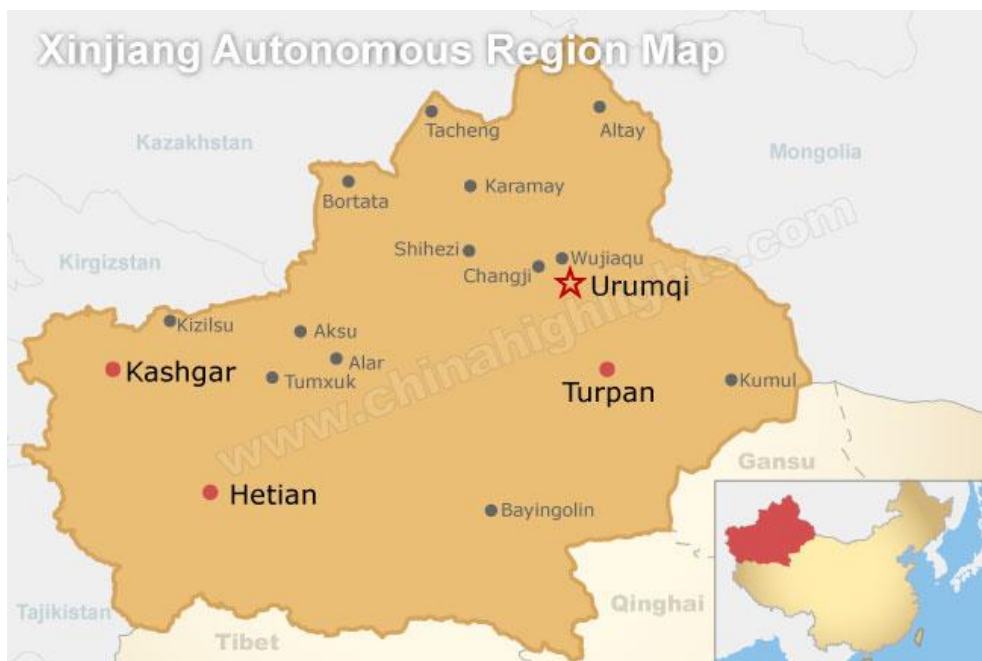 Xinjiang Autonomous Region Map
Kazakhstan
Tacheng
Altay
Mongolia
Bortata
Karamay
Kirgizstan
Shihezi
Changji
Wujiaqu
Urumqi
Kizilsu
Aksu
Alar
Tumxuk
Kashgar
Turpan
Kumul
www.chinahighlights.com
Gansu
Hetian
Bayingolin
Tajikistan
Tibet
Qinghai